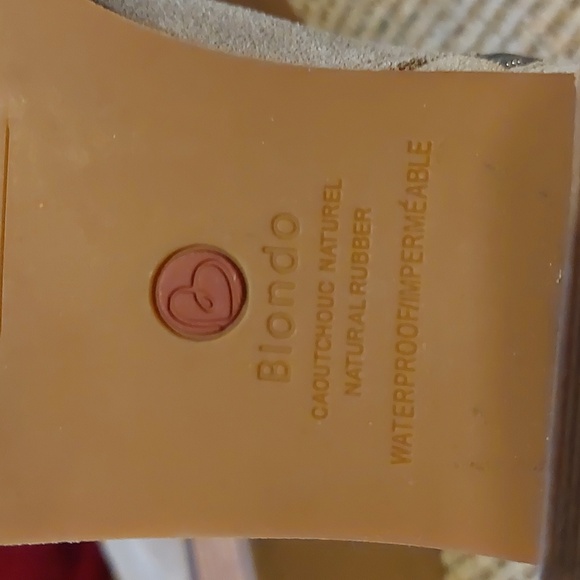 Blondo
CAOUTCHOUC NATUREL
NATURAL RUBBER
WATERPROOF/IMPERMÉABLE